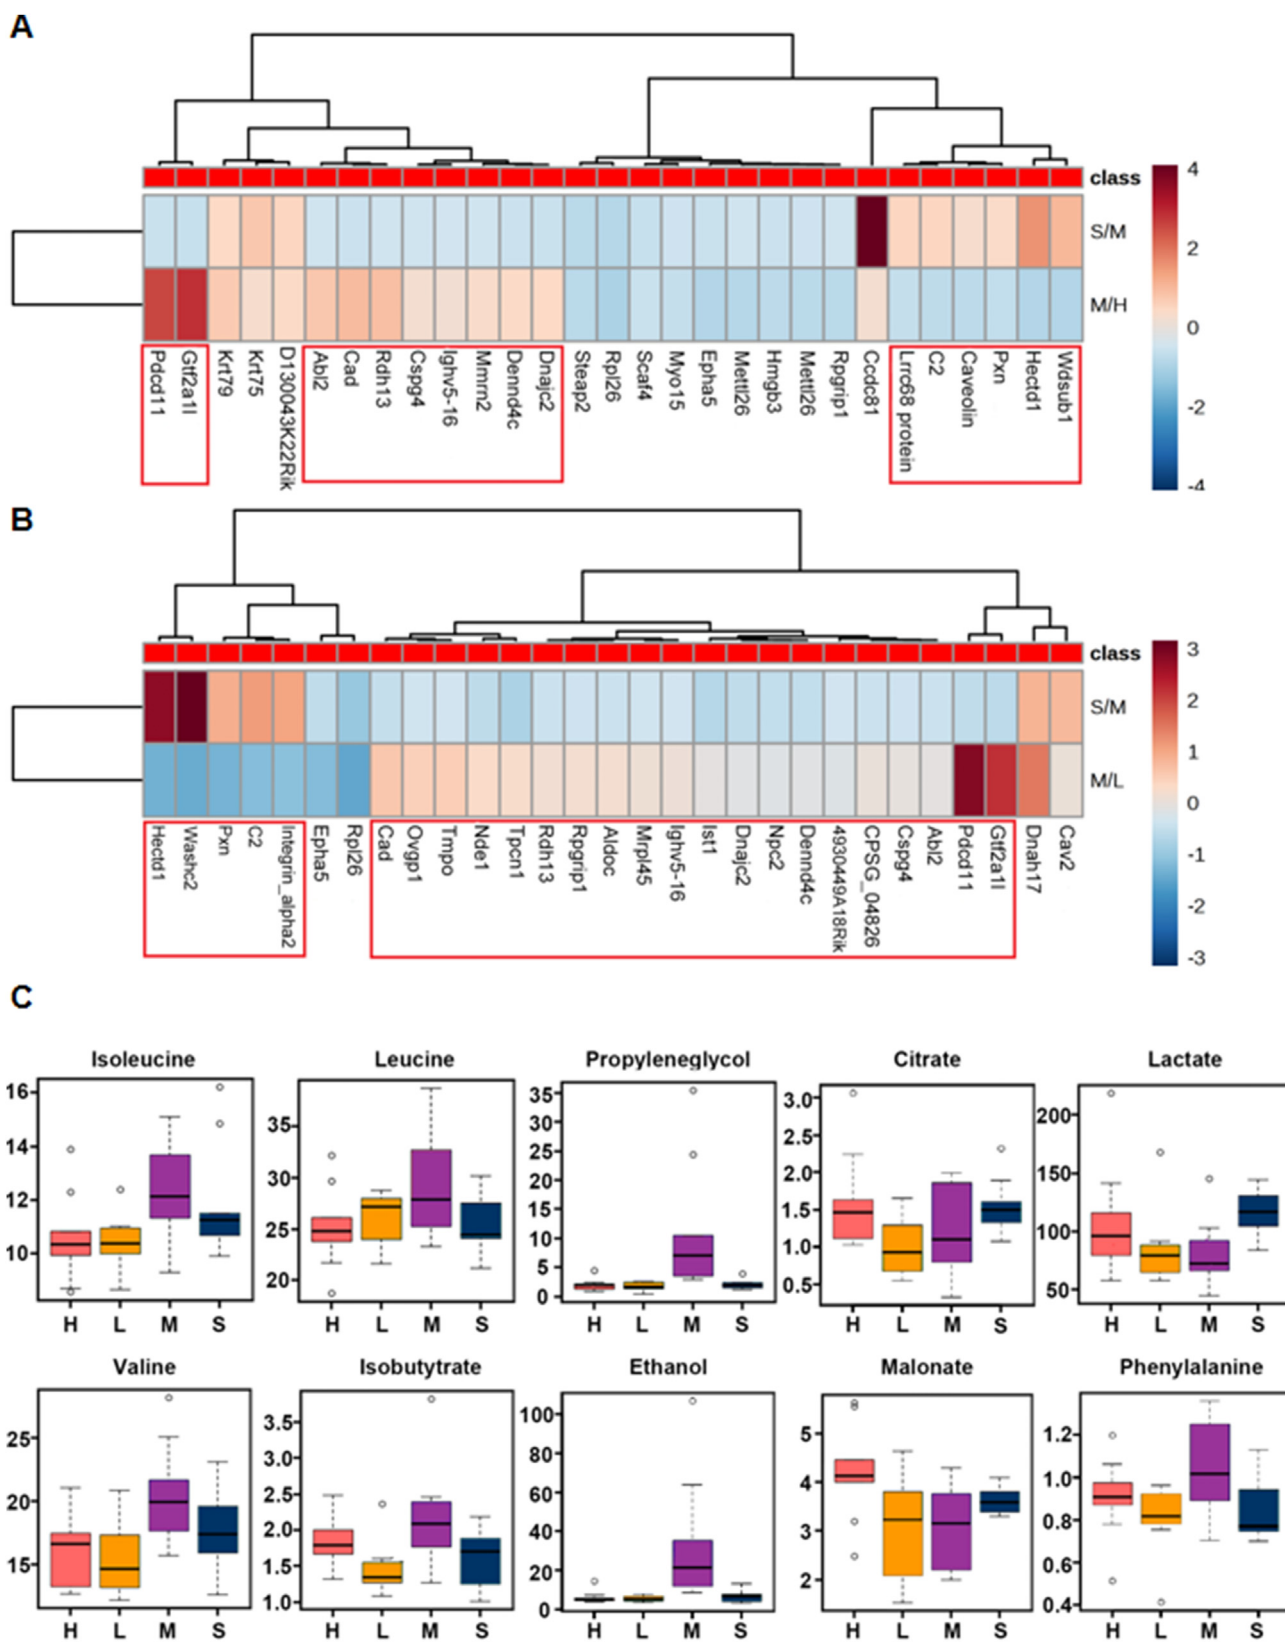 A
class
4
2
0
-2
-4
S/M
M/H
Pdcd11
Gtf2a1l
Krt79
Krt75
D130043K22Rik
Abl2
Cad
Rdh13
Cspg4
Ighv5-16
Mmrn2
Dennd4c
Dnajc2
Steap2
Rpl26
Scaf4
Myo15
Epha5
Mettl26
Hmgb3
Mettl26
Rpgrip1
Ccdc81
Lrrc68 protein
C2
Caveolin
Pxn
Hectd1
Wdsub1
B
class
3
2
1
0
-1
-2
-3
S/M
M/L
Hectd1
Washc2
Pxn
C2
Integrin_alpha2
Epha5
Rpl26
Cad
Ovgp1
Tmpo
Nde1
Tpcn1
Rdh13
Rpgrip1
Aldoc
Mrpl45
Ighv5-16
Ist1
Dnajc2
Npc2
Dennd4c
4930449A18Rik
CPSG_04826
Cspg4
Abl2
Pdcd11
Gtf2a1l
Dnah17
Cav2
C
Isoleucine
16
14
12
10
H L M S
Leucine
35
30
25
20
H L M S
Propyleneglycol
35
30
25
20
15
10
5
0
H L M S
Citrate
3.0
2.5
2.0
1.5
1.0
0.5
H L M S
Lactate
200
150
100
50
H L M S
Valine
25
20
15
H L M S
Isobutytrate
3.5
3.0
2.5
2.0
1.5
1.0
H L M S
Ethanol
100
80
60
40
20
0
H L M S
Malonate
5
4
3
2
H L M S
Phenylalanine
1.2
1.0
0.8
0.6
0.4
H L M S